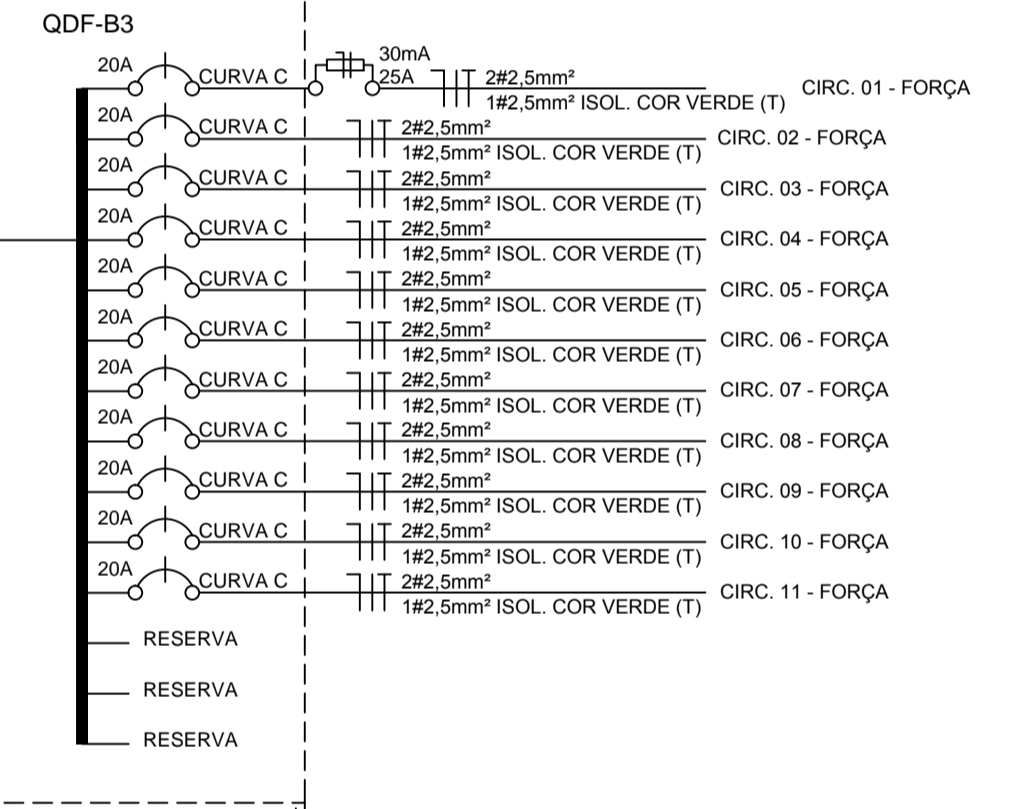 QDF-B3
20A CURVA C 30mA 25A 2#2,5mm² CIRC. 01 - FORÇA
1#2,5mm² ISOL. COR VERDE (T)
20A CURVA C 2#2,5mm² CIRC. 02 - FORÇA
1#2,5mm² ISOL. COR VERDE (T)
20A CURVA C 2#2,5mm² CIRC. 03 - FORÇA
1#2,5mm² ISOL. COR VERDE (T)
20A CURVA C 2#2,5mm² CIRC. 04 - FORÇA
1#2,5mm² ISOL. COR VERDE (T)
20A CURVA C 2#2,5mm² CIRC. 05 - FORÇA
1#2,5mm² ISOL. COR VERDE (T)
20A CURVA C 2#2,5mm² CIRC. 06 - FORÇA
1#2,5mm² ISOL. COR VERDE (T)
20A CURVA C 2#2,5mm² CIRC. 07 - FORÇA
1#2,5mm² ISOL. COR VERDE (T)
20A CURVA C 2#2,5mm² CIRC. 08 - FORÇA
1#2,5mm² ISOL. COR VERDE (T)
20A CURVA C 2#2,5mm² CIRC. 09 - FORÇA
1#2,5mm² ISOL. COR VERDE (T)
20A CURVA C 2#2,5mm² CIRC. 10 - FORÇA
1#2,5mm² ISOL. COR VERDE (T)
20A CURVA C 2#2,5mm² CIRC. 11 - FORÇA
1#2,5mm² ISOL. COR VERDE (T)
RESERVA
RESERVA
RESERVA